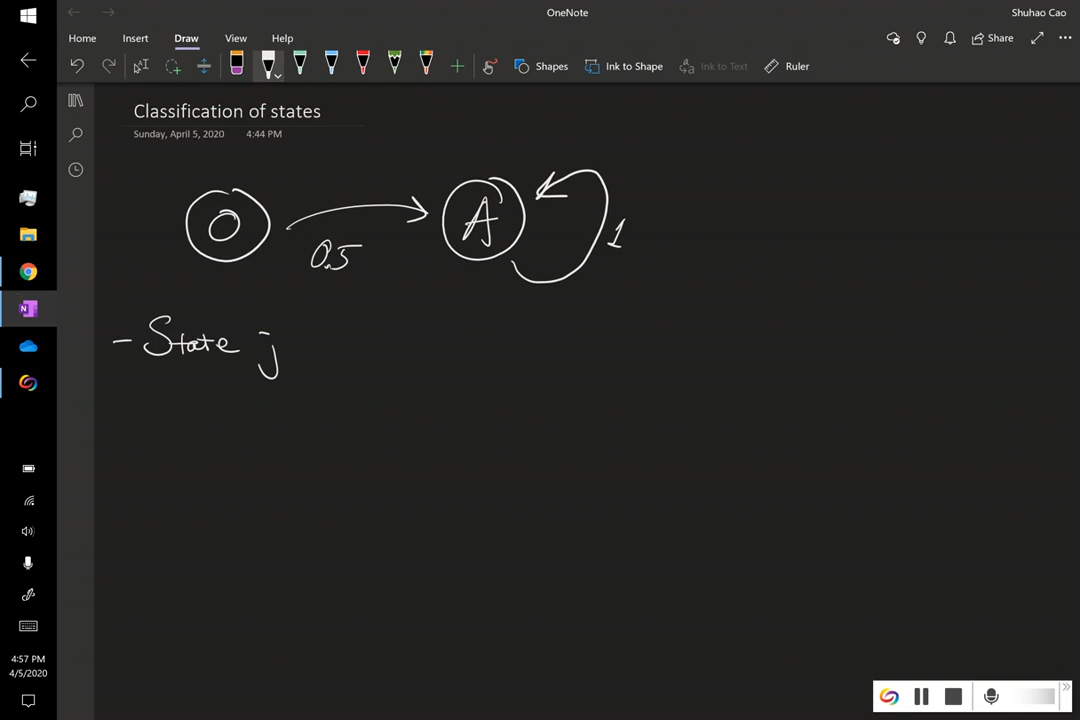 OneNote
Shuhao Cao
Home Insert Draw View Help
Share
Shapes
Ink to Shape
Ink to Text
Ruler
Classification of states
Sunday, April 5, 2020 4:44 PM
O A
0.5 1
- State j
4:57 PM
4/5/2020